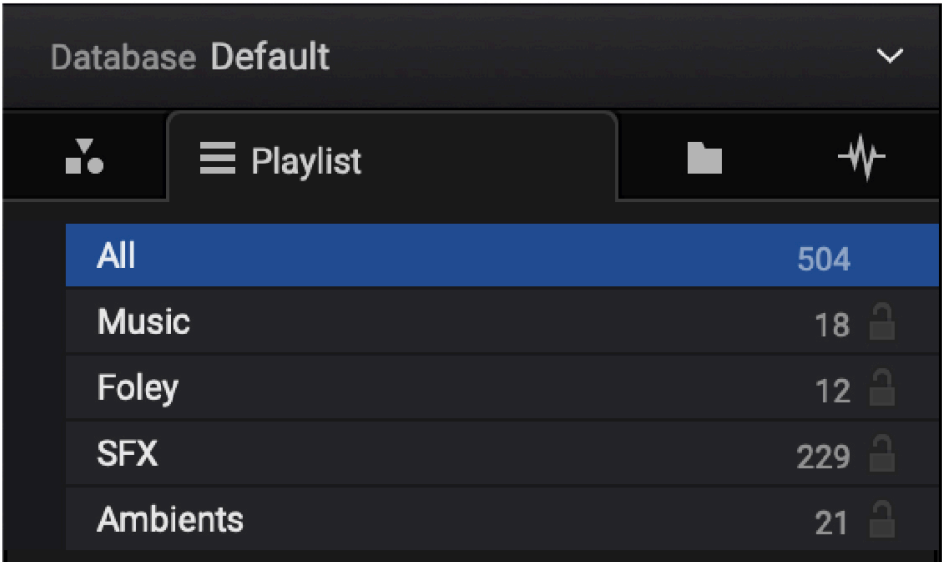 Database Default
Playlist
All 504
Music 18
Foley 12
SFX 229
Ambients 21